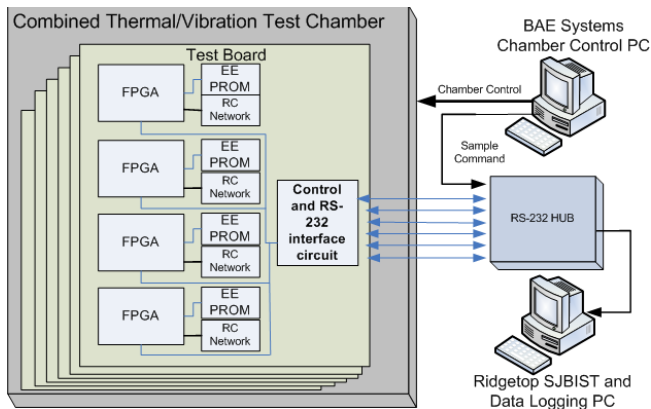 Combined Thermal/Vibration Test Chamber
Test Board
FPGA
EE
PROM
RC
Network
FPGA
EE
PROM
RC
Network
FPGA
EE
PROM
RC
Network
FPGA
EE
PROM
RC
Network
Control
and RS-
232
interface
circuit
BAE Systems
Chamber Control PC
Chamber Control
Sample
Command
RS-232 HUB
Ridgetop SJBIST and
Data Logging PC